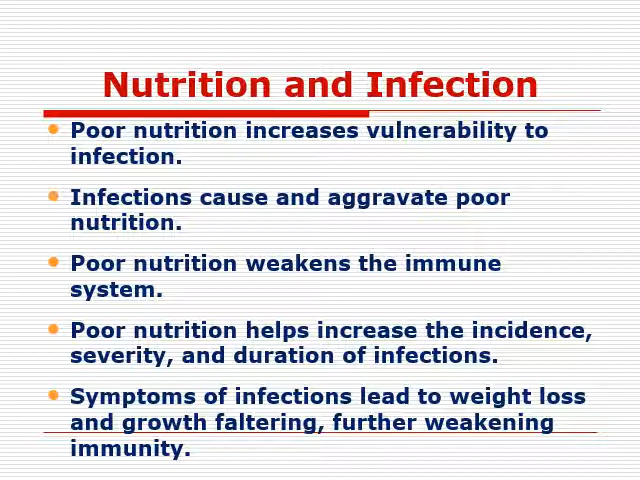 Nutrition and Infection
Poor nutrition increases vulnerability to
infection.
Infections cause and aggravate poor
nutrition.
Poor nutrition weakens the immune
system.
Poor nutrition helps increase the incidence,
severity, and duration of infections.
Symptoms of infections lead to weight loss
and growth faltering, further weakening
immunity.